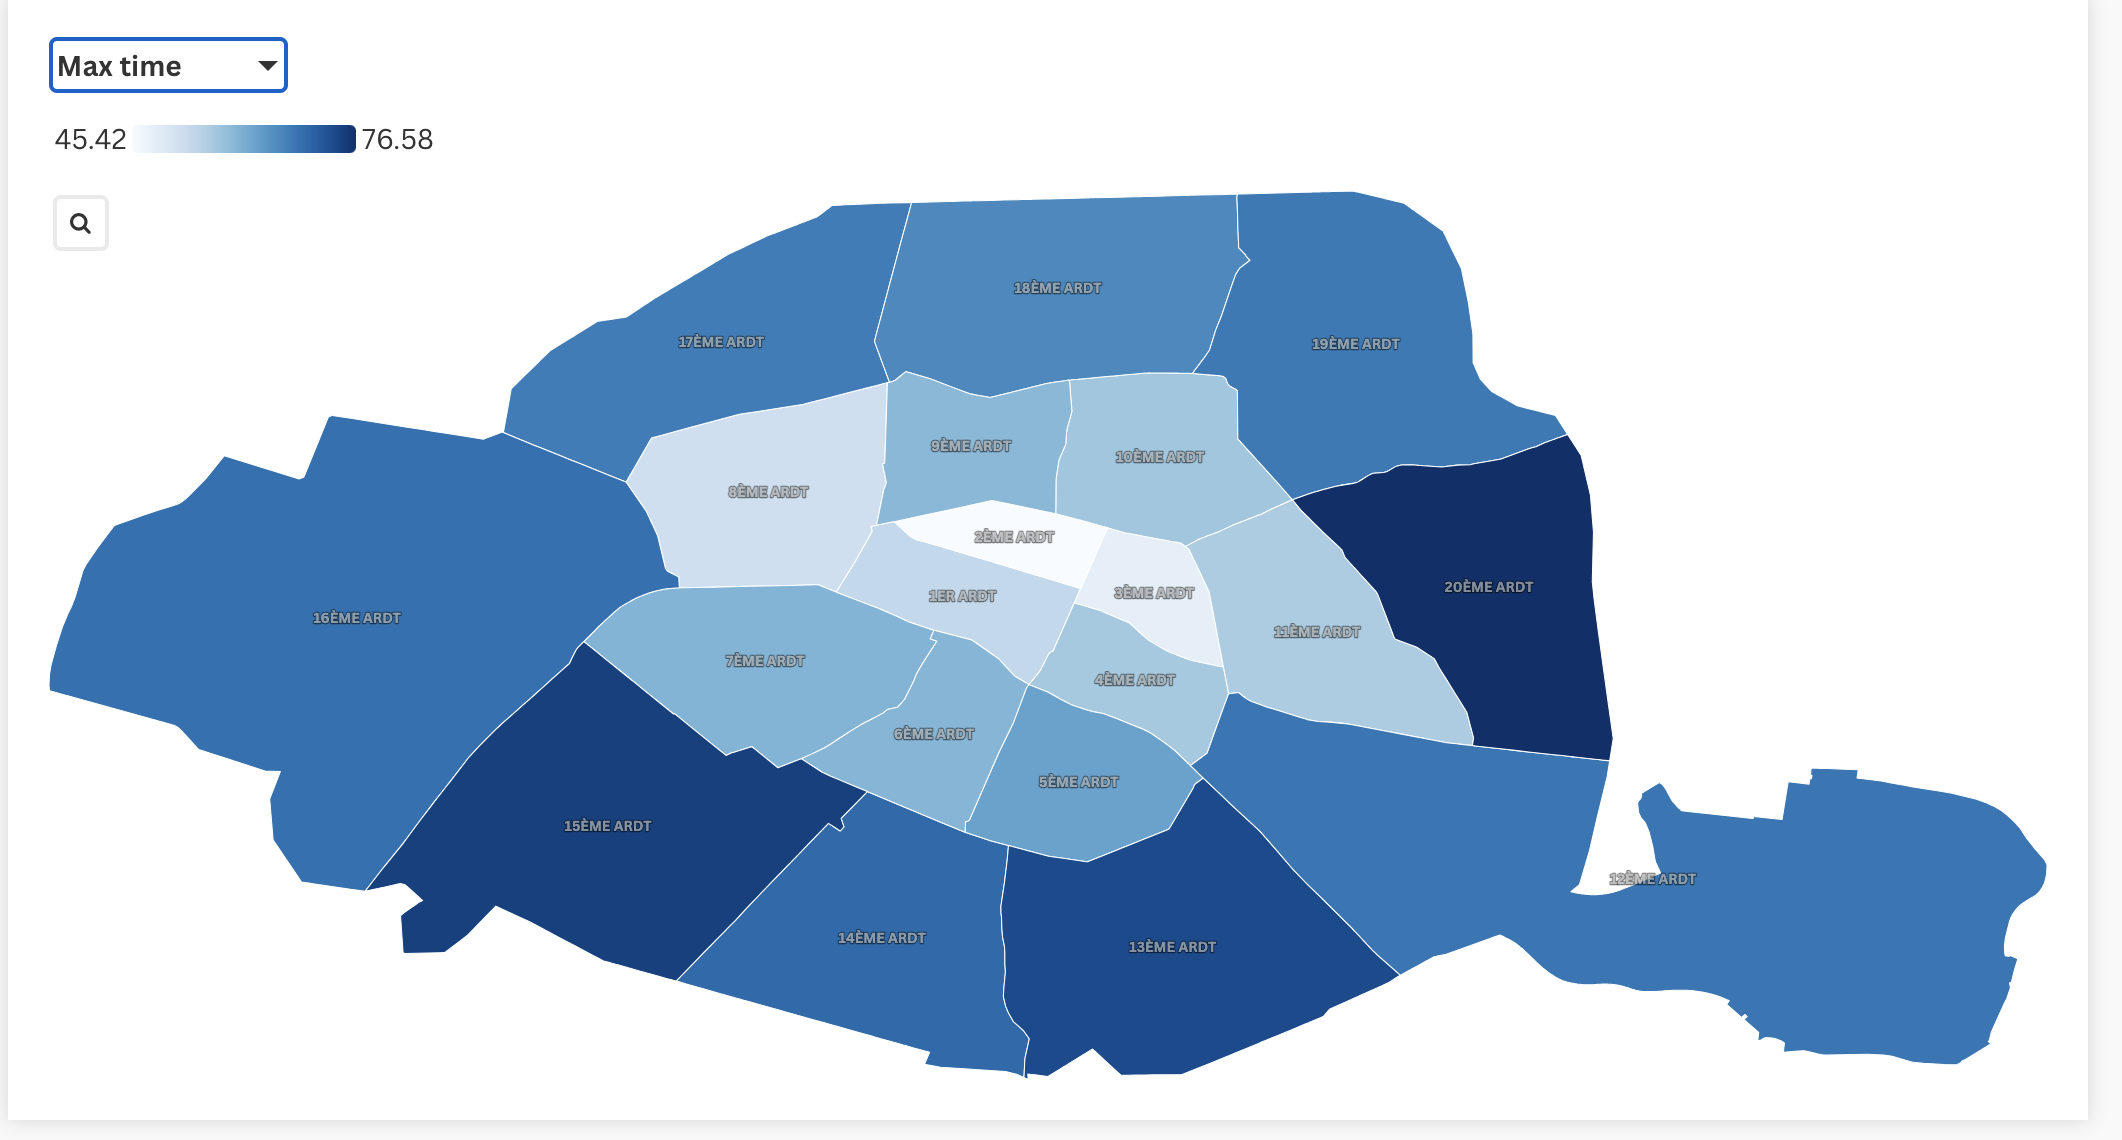 Max time
45.42
76.58
18ÈME ARDT
17ÈME ARDT
19ÈME ARDT
9ÈME ARDT
10ÈME ARDT
8ÈME ARDT
2ÈME ARDT
20ÈME ARDT
3ÈME ARDT
1ER ARDT
16ÈME ARDT
11ÈME ARDT
7ÈME ARDT
4ÈME ARDT
6ÈME ARDT
5ÈME ARDT
15ÈME ARDT
12ÈME ARDT
14ÈME ARDT
13ÈME ARDT